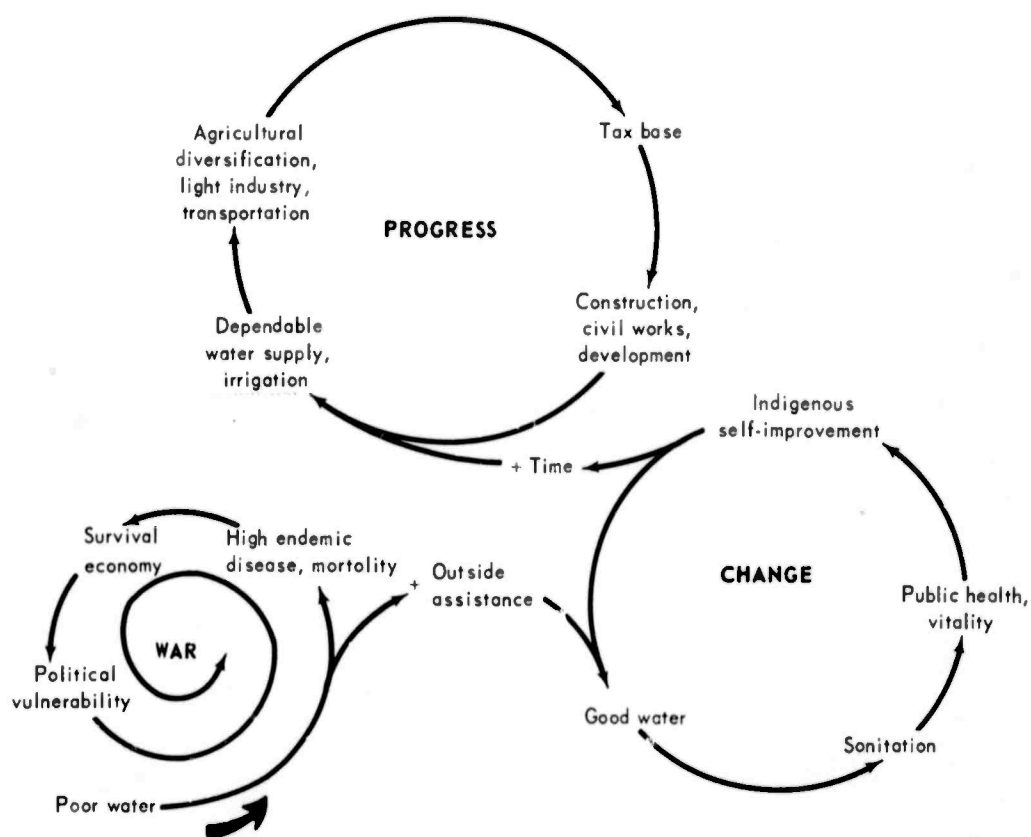 Agricultural
diversification,
light industry,
transportation
Tax base
PROGRESS
Dependable
water supply,
irrigation
Construction,
civil works,
development
Indigenous
self-improvement
+ Time
Survival
economy
High endemic
disease, mortolity
+ Outside
assistance
CHANGE
Public health,
vitality
WAR
Political
vulnerability
Good water
Sonitation
Poor water